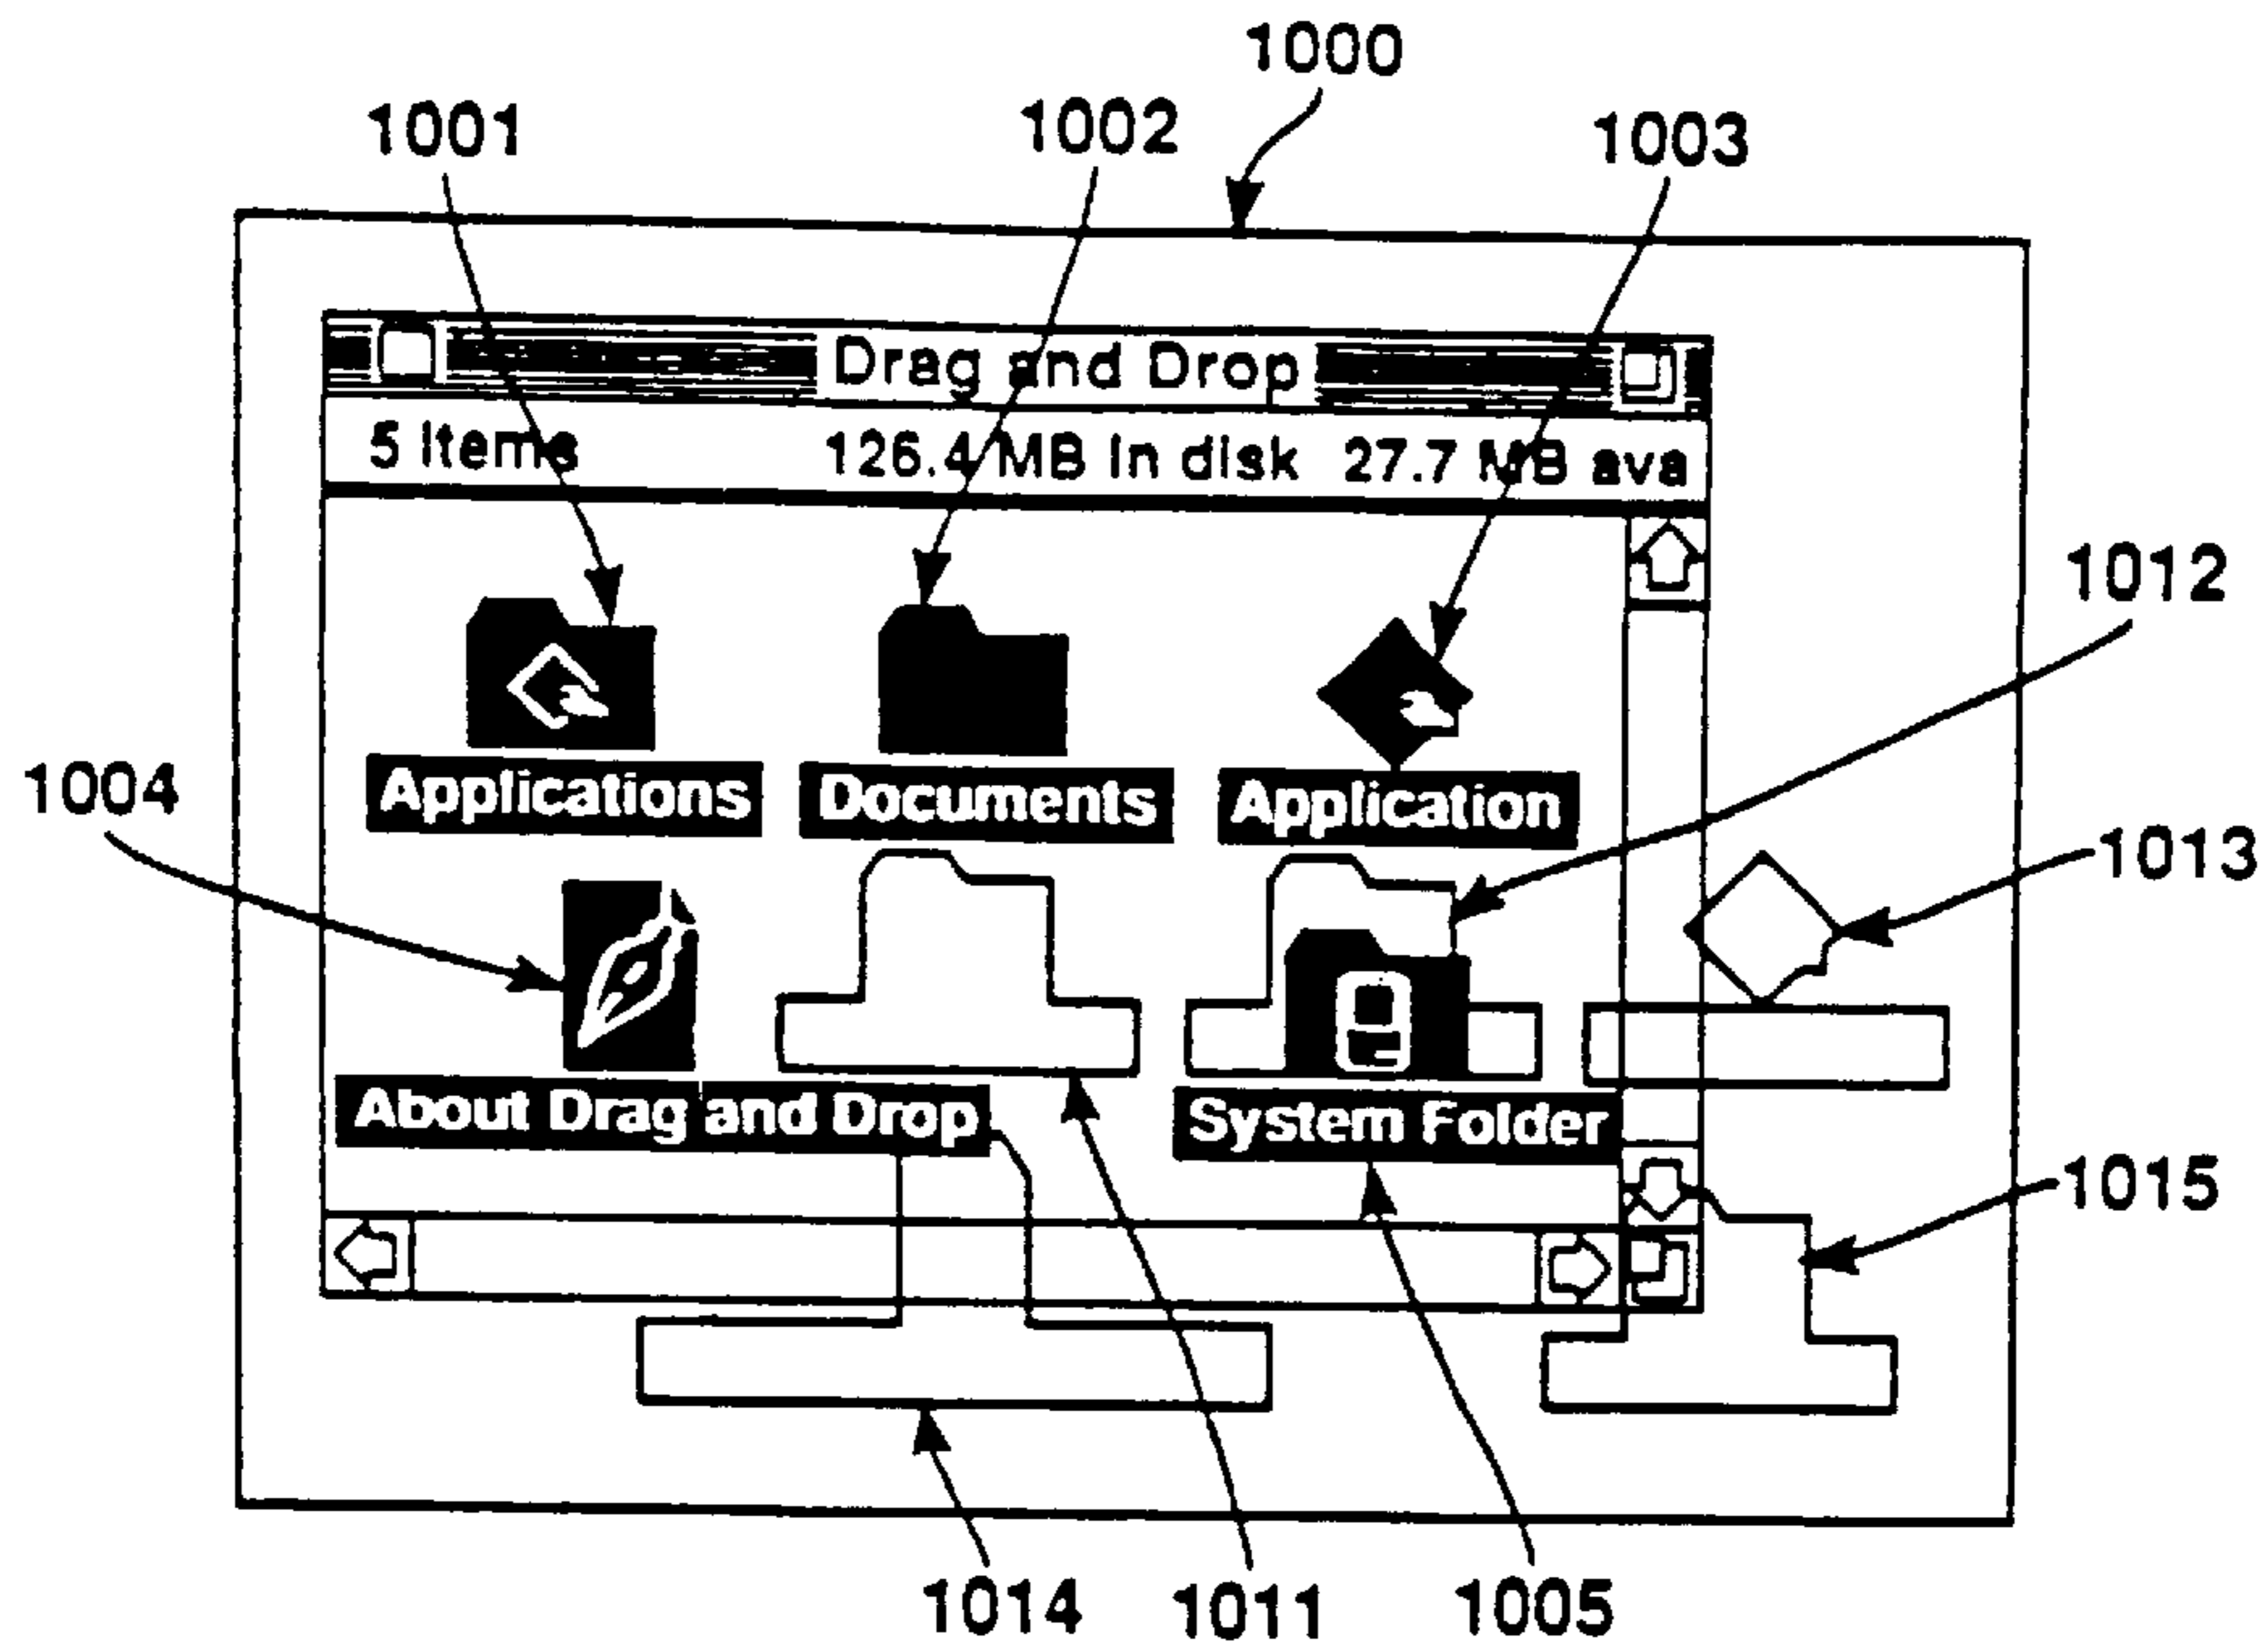 1000
1001 1002 1003
Drag and Drop
5 items 126.4 MB in disk 27.7 MB ava
1012
Applications Documents Application
1004
1013
About Drag and Drop System Folder
1015
1014 1011 1005